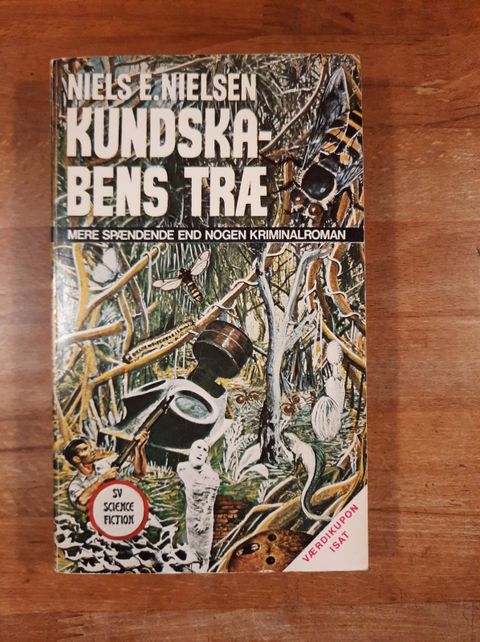 NIELS E. NIELSEN
KUNDSKA-
BENS TRÆ
MERE SPÆNDENDE END NOGEN KRIMINALROMAN
SV
SCIENCE
FICTION
VÆRDIKUPON
ISAT